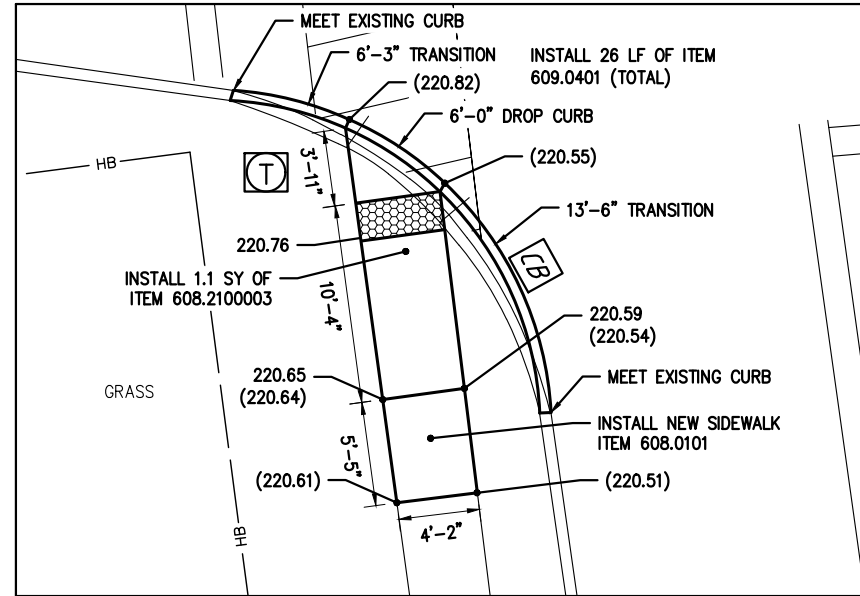 MEET EXISTING CURB
6'-3" TRANSITION
INSTALL 26 LF OF ITEM
609.0401 (TOTAL)
(220.82)
6'-0" DROP CURB
HB
T
3'-11"
(220.55)
13'-6" TRANSITION
220.76
CB
INSTALL 1.1 SY OF
ITEM 608.2100003
10'-4"
220.59
(220.54)
220.65
(220.64)
MEET EXISTING CURB
GRASS
INSTALL NEW SIDEWALK
ITEM 608.0101
5'-5"
(220.61)
(220.51)
4'-2"
HB